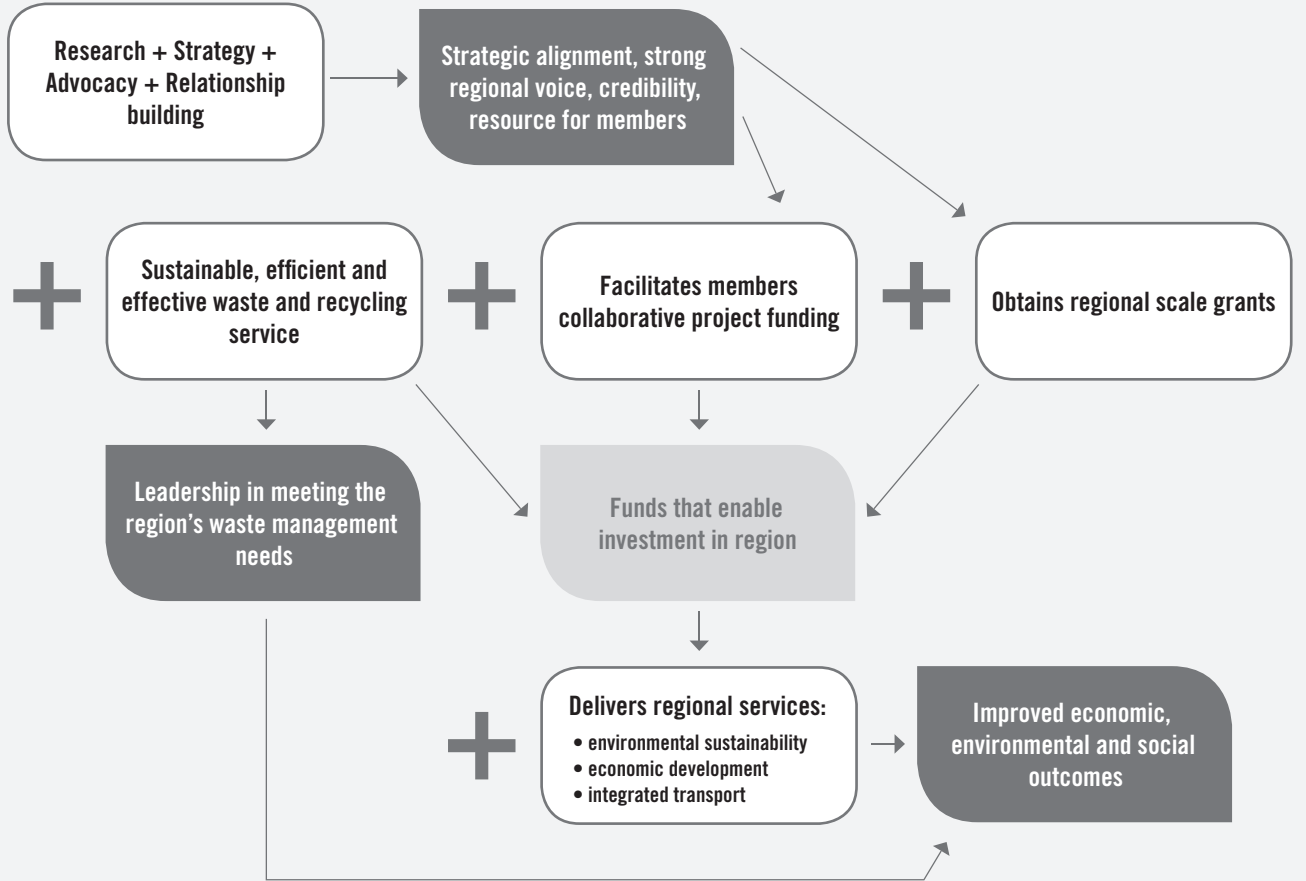 Research + Strategy +
Advocacy + Relationship
building
Strategic alignment, strong
regional voice, credibility,
resource for members
+
Sustainable, efficient and
effective waste and recycling
service
+
Facilitates members
collaborative project funding
+
Obtains regional scale grants
Leadership in meeting the
region’s waste management
needs
Funds that enable
investment in region
+
Delivers regional services:
• environmental sustainability
• economic development
• integrated transport
Improved economic,
environmental and social
outcomes